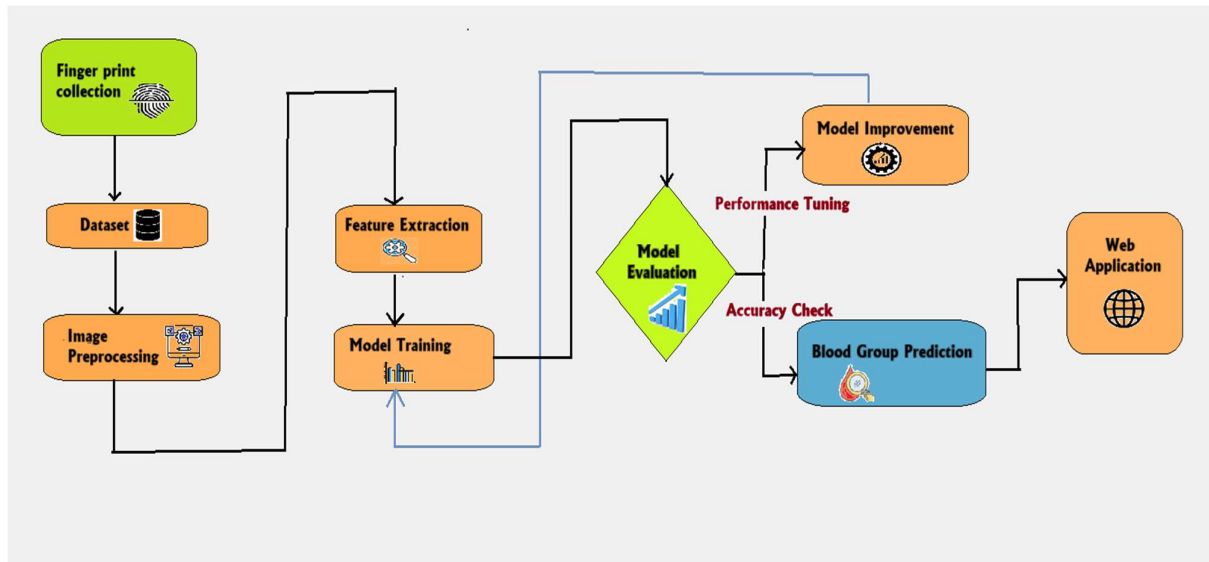 Finger print
collection
Dataset
Image
Preprocessing
Feature Extraction
Model Training
Model
Evaluation
Performance Tuning
Accuracy Check
Model Improvement
Blood Group Prediction
Web
Application